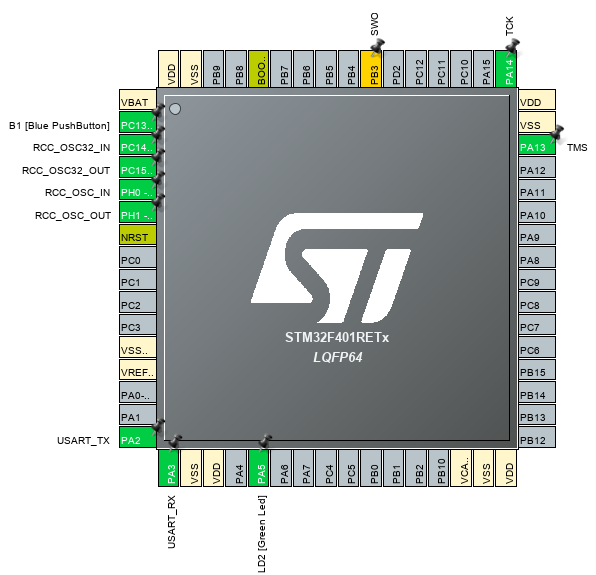 SWO
TCK
VDD
VSS
PB9
PB8
BOO..
PB7
PB6
PB5
PB4
PB3
PD2
PC12
PC11
PC10
PA15
PA14
VBAT
B1 [Blue PushButton] PC13..
RCC_OSC32_IN PC14..
RCC_OSC32_OUT PC15..
RCC_OSC_IN PH0 -..
RCC_OSC_OUT PH1 -..
NRST
PC0
PC1
PC2
PC3
VSS..
VREF..
PA0-..
PA1
USART_TX PA2
VDD
VSS
PA13 TMS
PA12
PA11
PA10
PA9
PA8
PC9
PC8
PC7
PC6
PB15
PB14
PB13
PB12
ST
STM32F401RETx
LQFP64
PA3
VSS
VDD
PA4
PA5
PA6
PA7
PC4
PC5
PB0
PB1
PB2
PB10
VCA..
VSS
VDD
USART_RX
LD2 [Green Led]